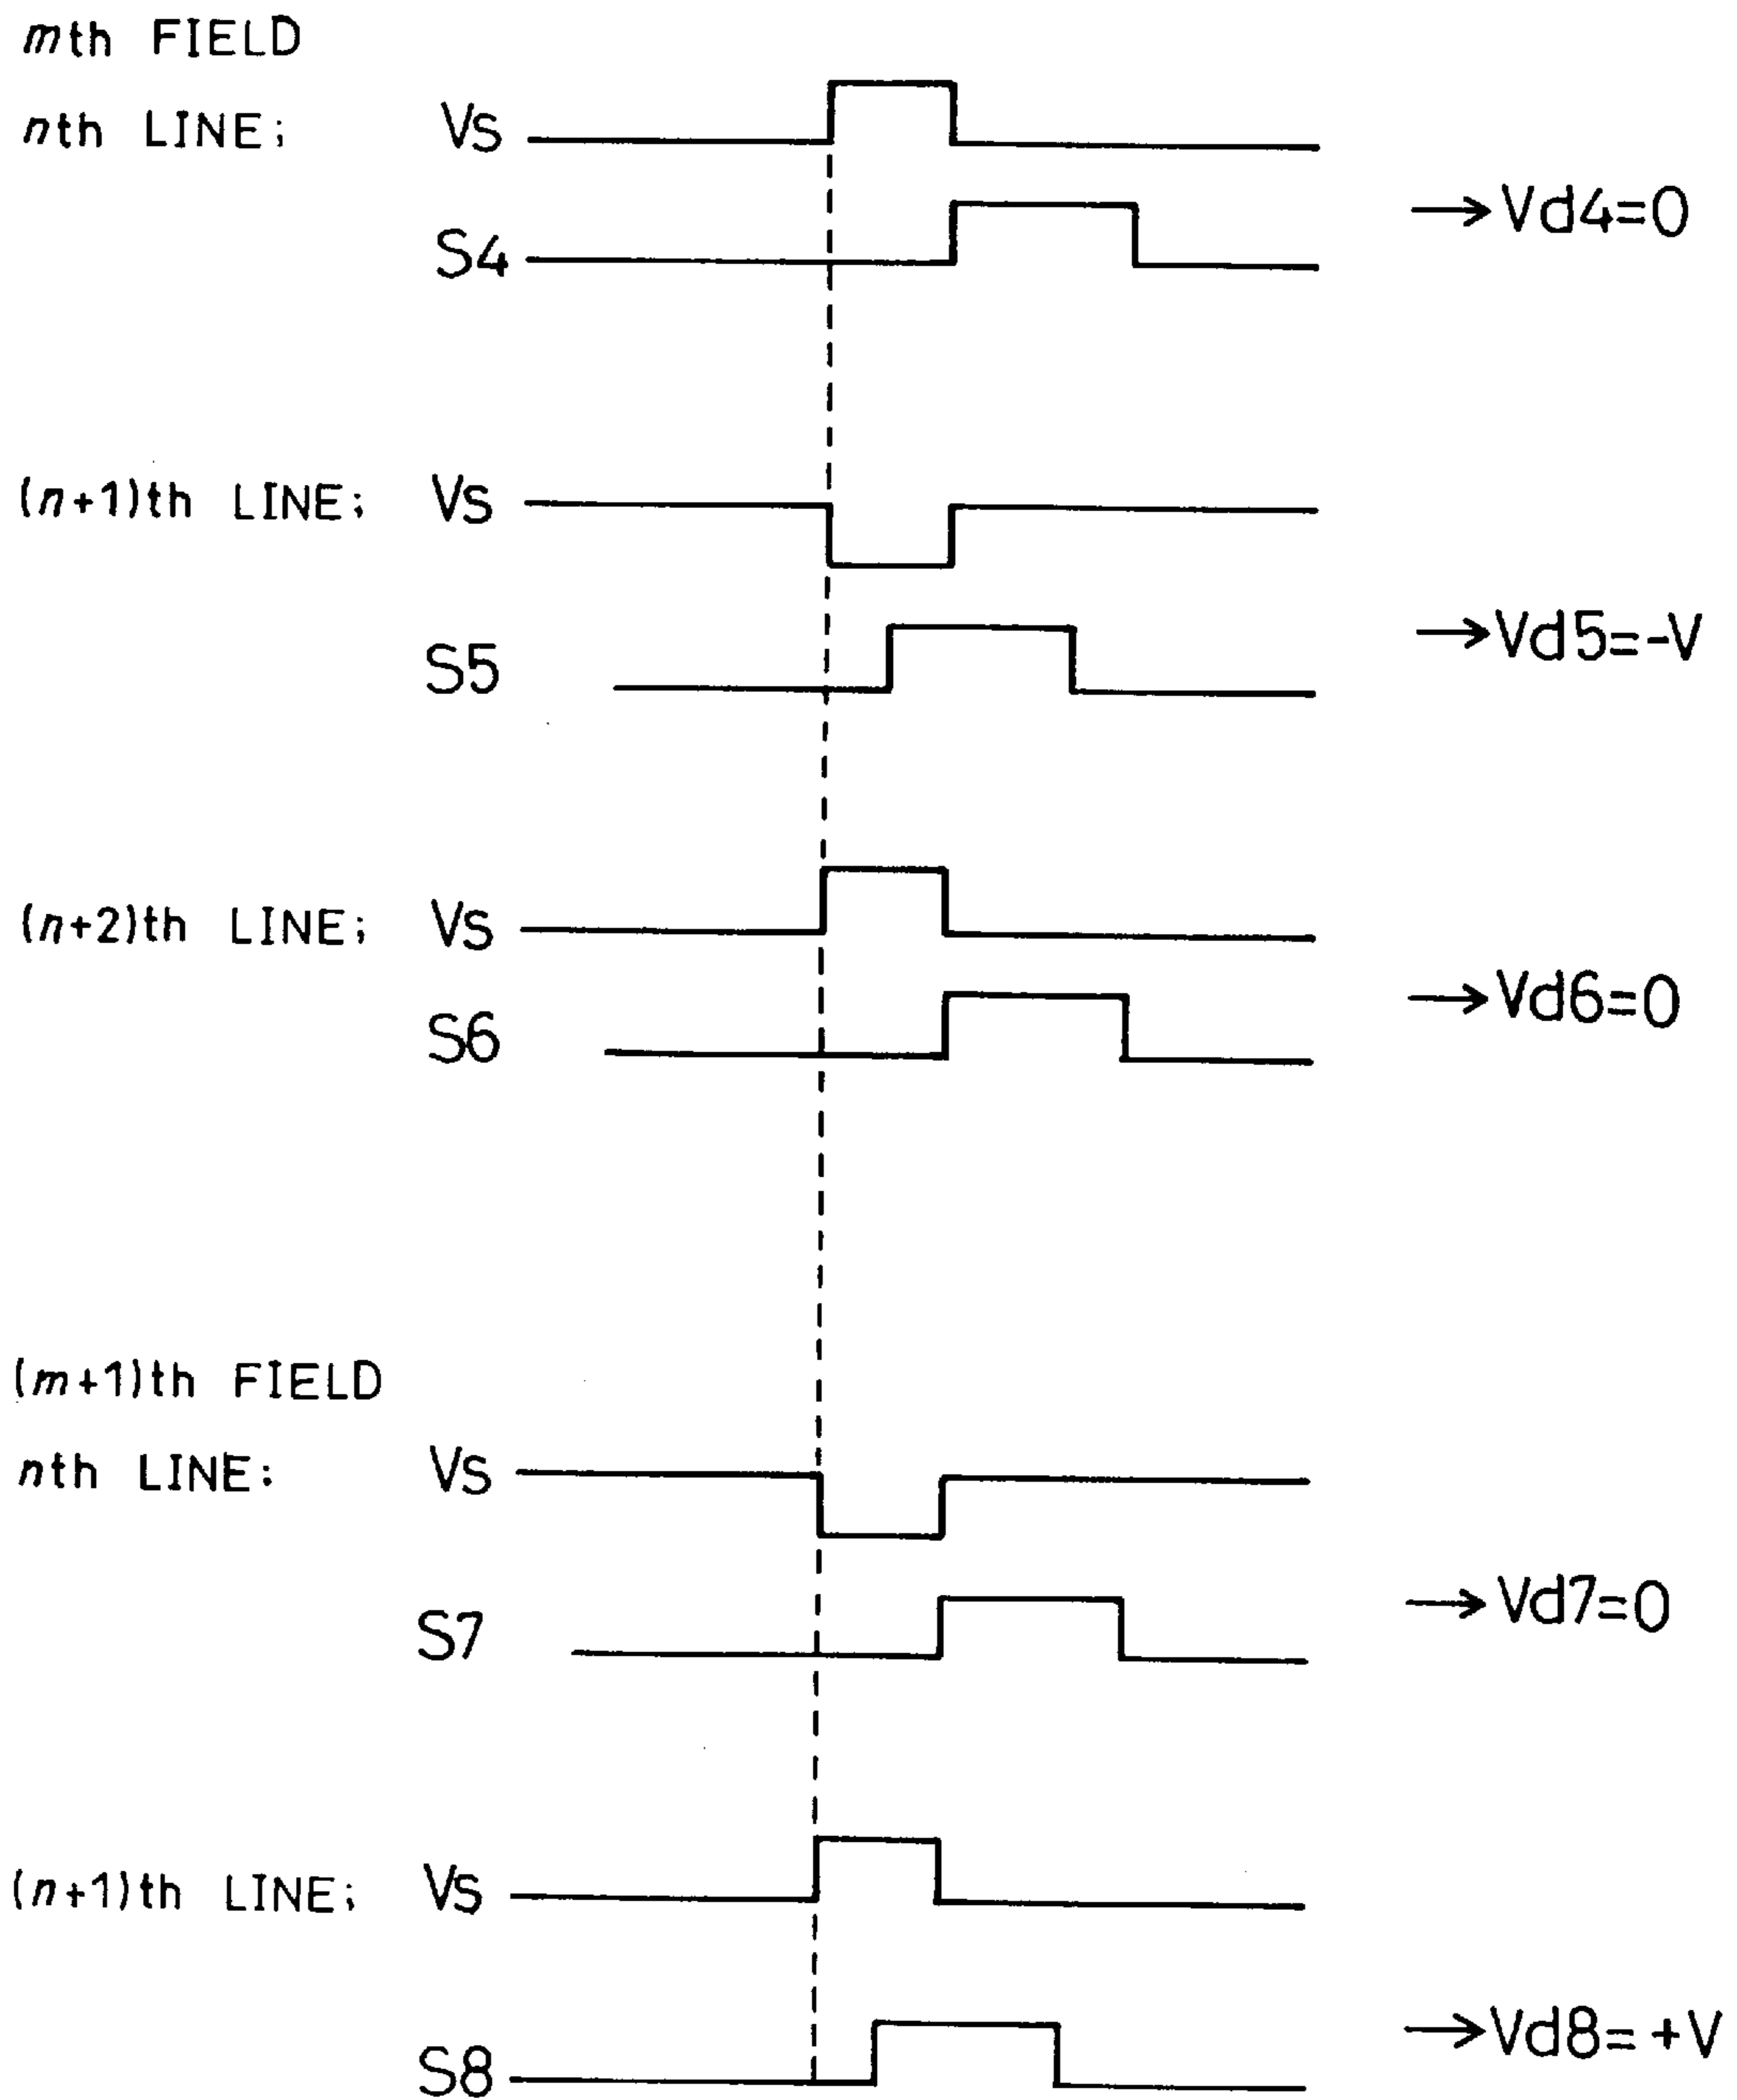 mth FIELD
nth LINE; Vs
→Vd4=0
S4
(n+1)th LINE; Vs
→Vd5=-V
S5
(n+2)th LINE; Vs
→Vd6=0
S6
(m+1)th FIELD
nth LINE: Vs
→Vd7=0
S7
(n+1)th LINE; Vs
→Vd8=+V
S8